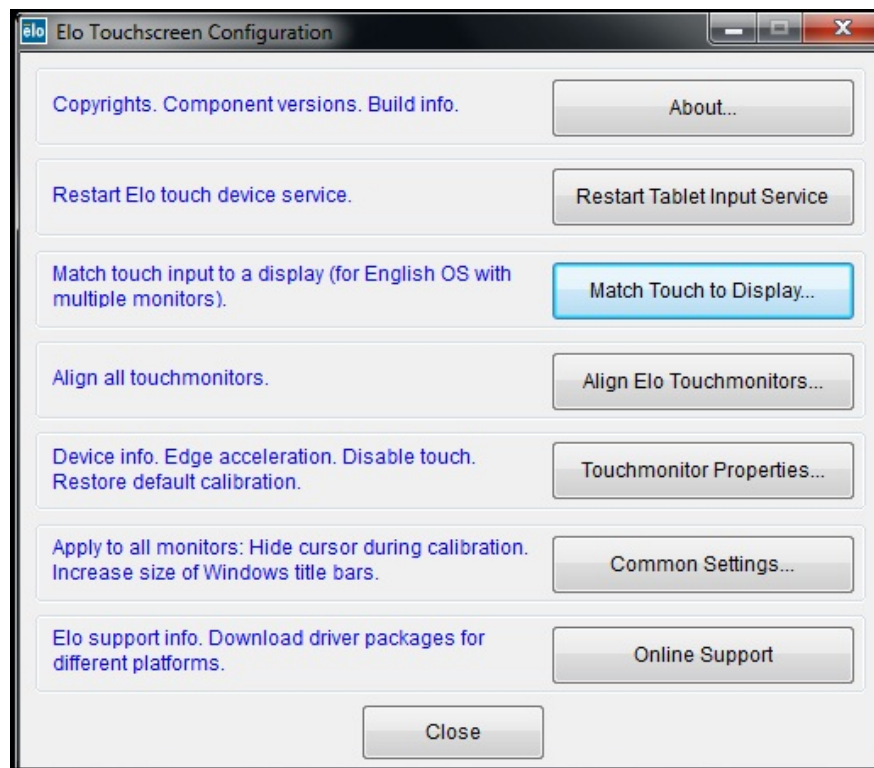 elo Elo Touchscreen Configuration
Copyrights. Component versions. Build info.
About...
Restart Elo touch device service.
Restart Tablet Input Service
Match touch input to a display (for English OS with
multiple monitors).
Match Touch to Display...
Align all touchmonitors.
Align Elo Touchmonitors...
Device info. Edge acceleration. Disable touch.
Restore default calibration.
Touchmonitor Properties...
Apply to all monitors: Hide cursor during calibration.
Increase size of Windows title bars.
Common Settings...
Elo support info. Download driver packages for
different platforms.
Online Support
Close